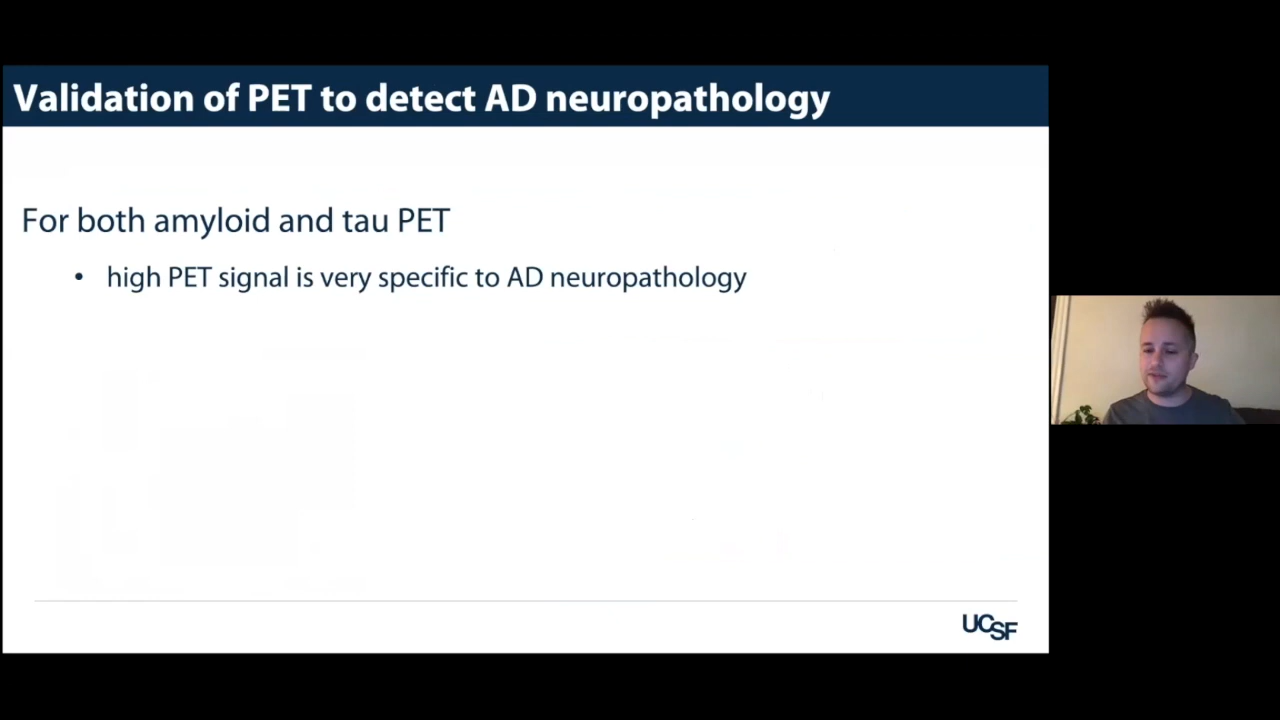 Validation of PET to detect AD neuropathology
For both amyloid and tau PET
• high PET signal is very specific to AD neuropathology
UCSF